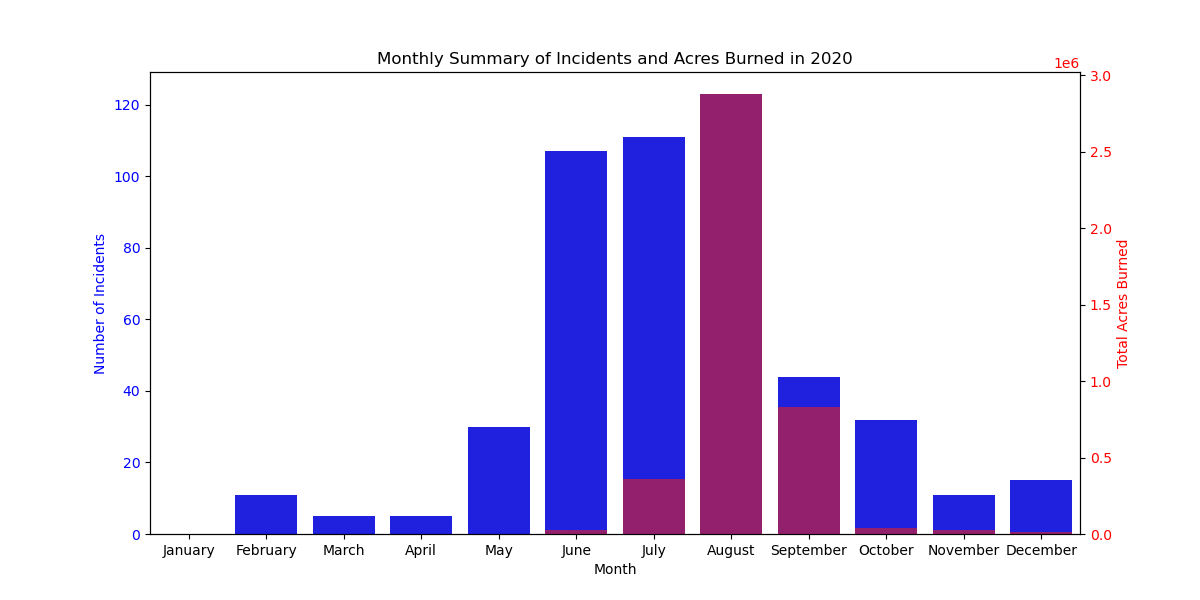 Monthly Summary of Incidents and Acres Burned in 2020
1e6
120
100
80
60
40
20
0
Number of Incidents
3.0
2.5
2.0
1.5
1.0
0.5
0.0
Total Acres Burned
January February March April May June July August September October November December
Month